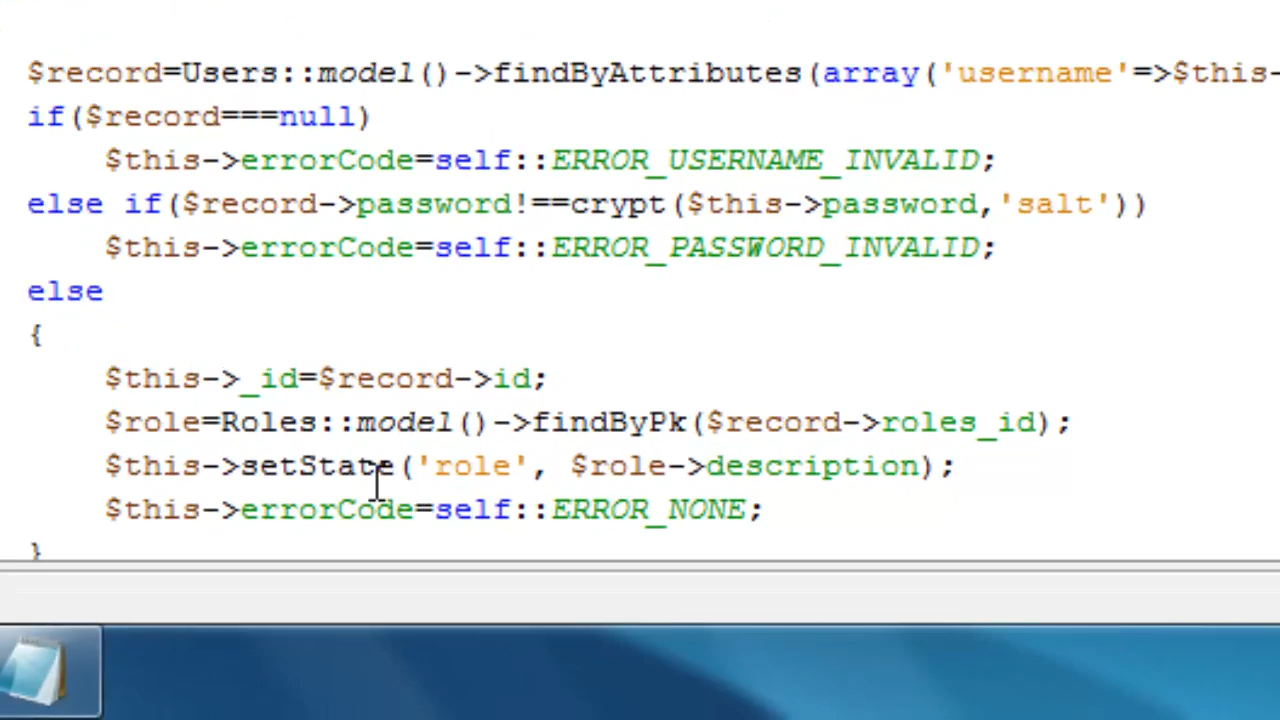 $record=Users::model()->findByAttributes(array('username'=>$this-
if($record===null)
$this->errorCode=self::ERROR_USERNAME_INVALID;
else if($record->password!==crypt($this->password,'salt'))
$this->errorCode=self::ERROR_PASSWORD_INVALID;
else
{
$this->_id=$record->id;
$role=Roles::model()->findByPk($record->roles_id);
$this->setState('role', $role->description);
$this->errorCode=self::ERROR_NONE;
}